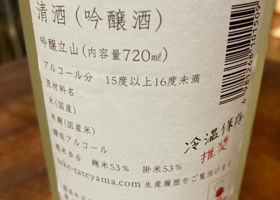 清酒(吟醸酒)
吟醸立山(内容量720㎖)
アルコール分 15度以上16度未満
原材料名
米(国産)
米麹(国産米)
醸造アルコール
精米歩合 麹米53% 掛米53%
sake-tateyama.com 生産履歴をご覧頂けます
冷温保存
推奨